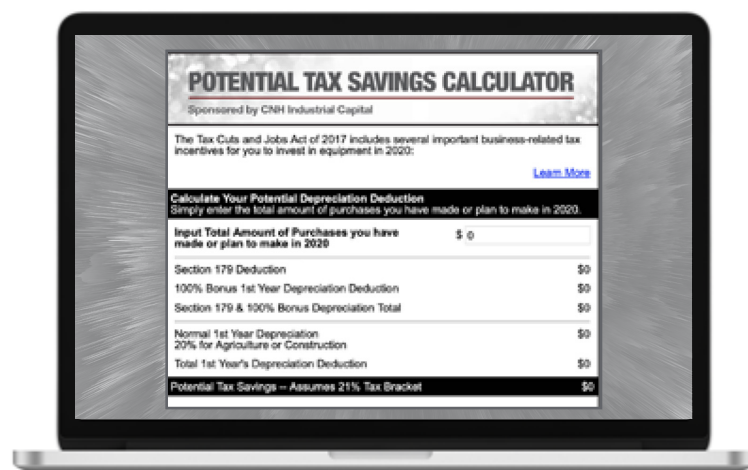 POTENTIAL TAX SAVINGS CALCULATOR
Sponsored by CNH Industrial Capital
The Tax Cuts and Jobs Act of 2017 includes several important business-related tax
incentives for you to invest in equipment in 2020:
Learn More
Calculate Your Potential Depreciation Deduction
Simply enter the total amount of purchases you have made or plan to make in 2020.
Input Total Amount of Purchases you have
made or plan to make in 2020 $ 0
Section 179 Deduction $0
100% Bonus 1st Year Depreciation Deduction $0
Section 179 & 100% Bonus Depreciation Total $0
Normal 1st Year Depreciation $0
20% for Agriculture or Construction
Total 1st Year's Depreciation Deduction $0
Potential Tax Savings -- Assumes 21% Tax Bracket $0